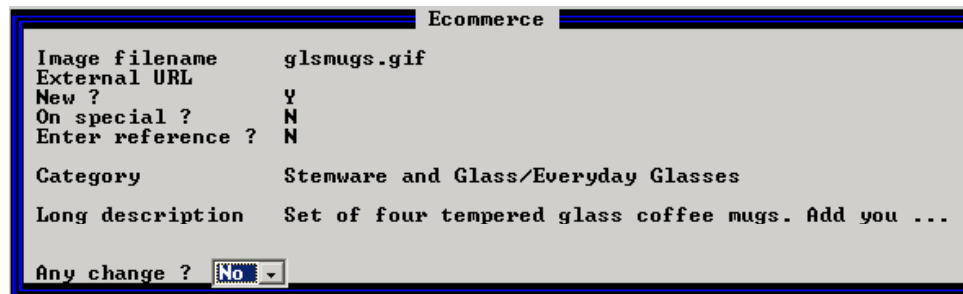 Ecommerce
Image filename glsmugs.gif
External URL
New ? Y
On special ? N
Enter reference ? N
Category Stemware and Glass/Everyday Glasses
Long description Set of four tempered glass coffee mugs. Add you ...
Any change ? No